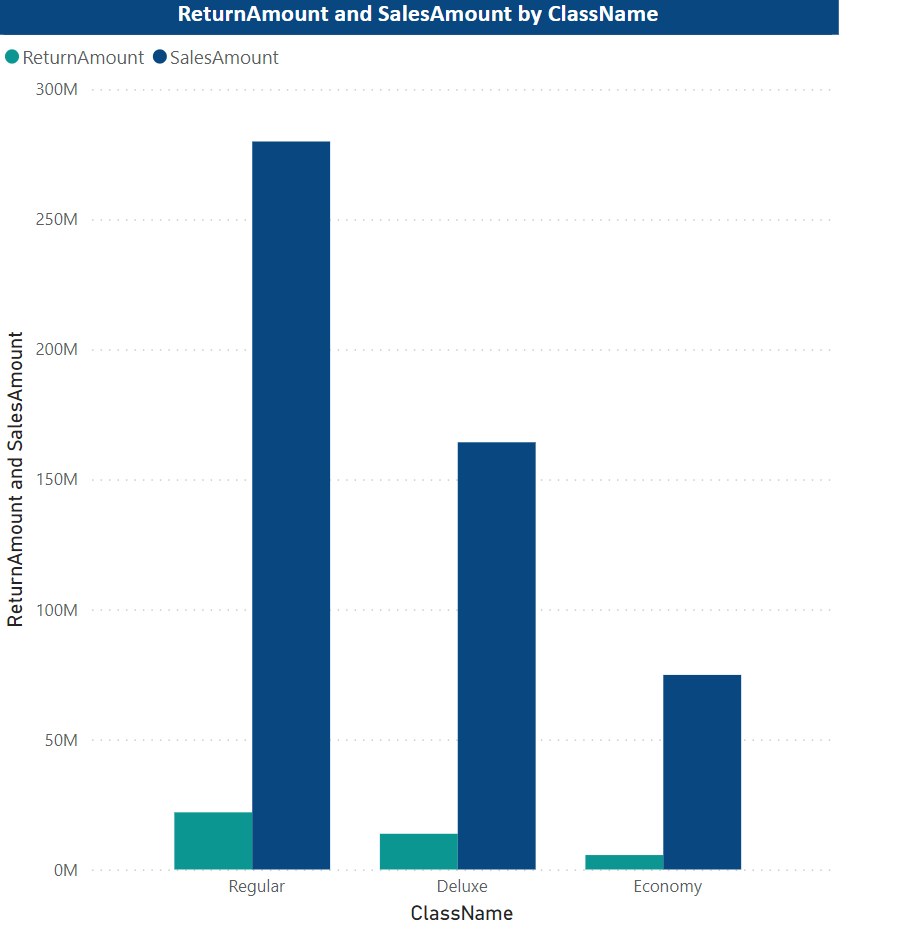 ReturnAmount and SalesAmount by ClassName
ReturnAmount SalesAmount
300M
250M
200M
150M
100M
50M
0M
ReturnAmount and SalesAmount
Regular Deluxe Economy
ClassName